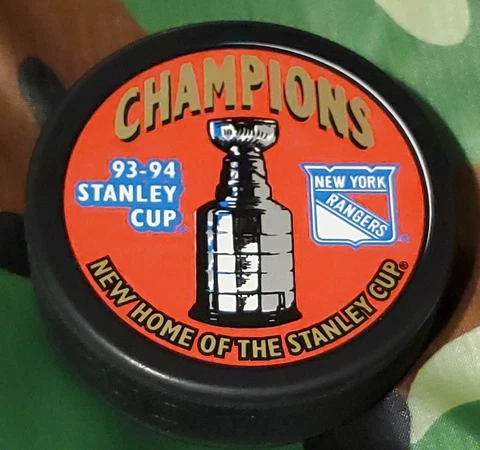 CHAMPIONS
93-94
STANLEY
CUP
NEW YORK
RANGERS
NEW HOME OF THE STANLEY CUP®